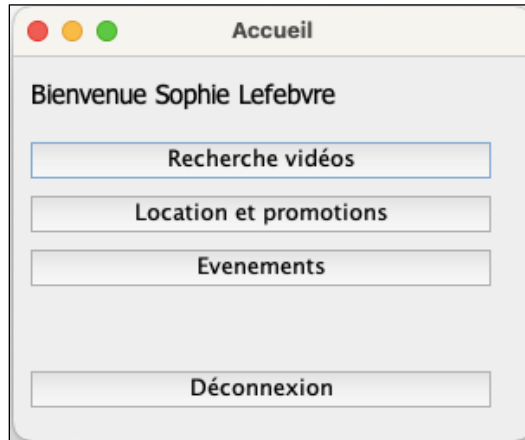 Accueil
Bienvenue Sophie Lefebvre
Recherche vidéos
Location et promotions
Evenements
Déconnexion